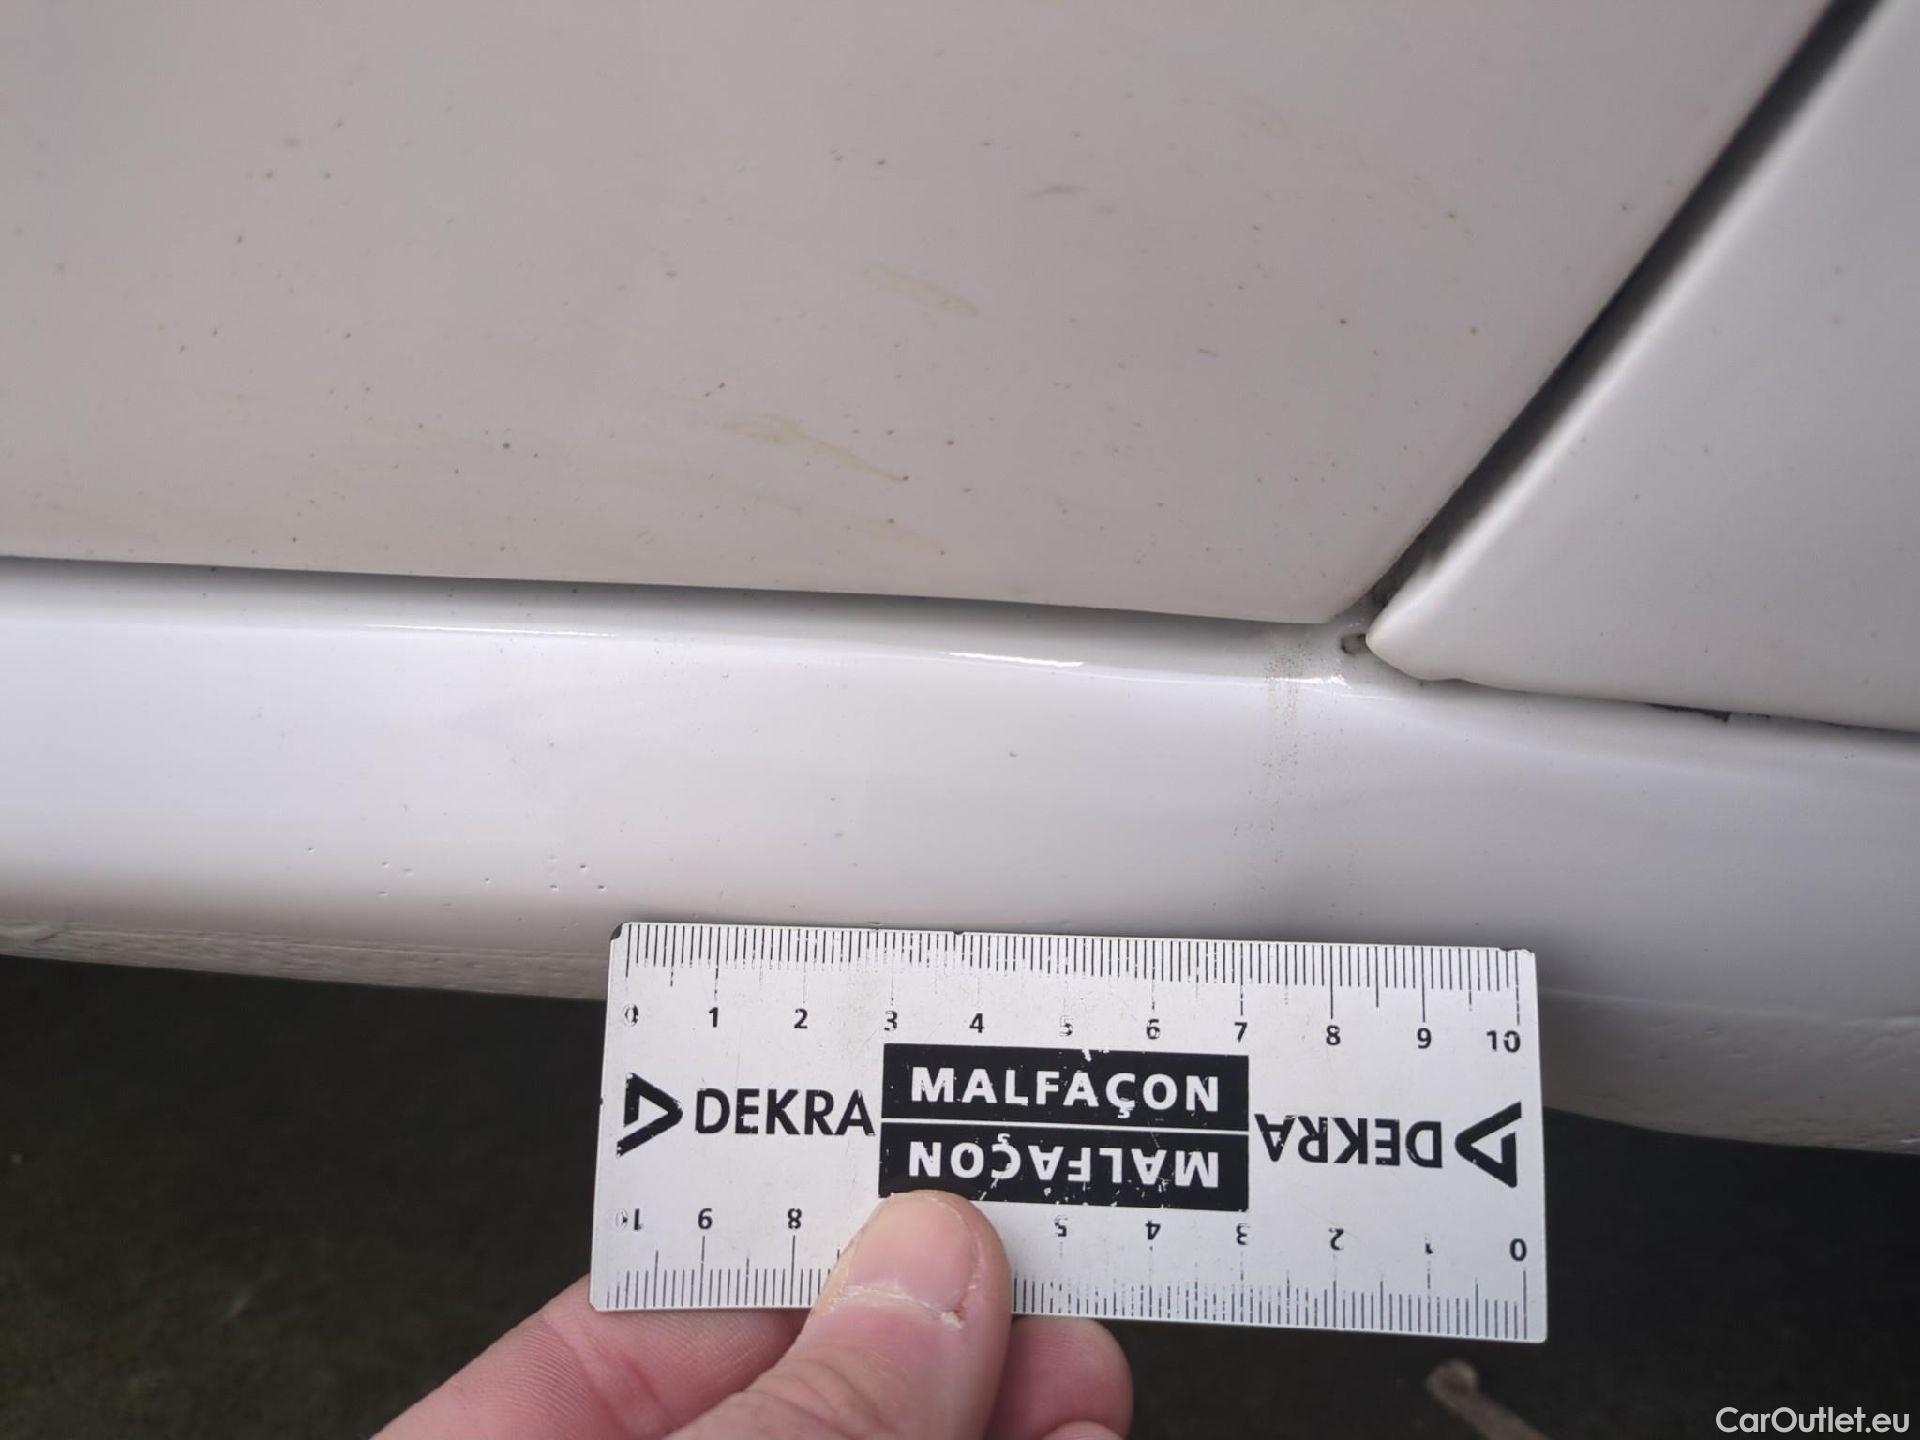 0 1 2 3 4 5 6 7 8 9 10
DEKRA MALFAÇON DEKRA
MALFAÇON
10 9 8 5 4 3 2 1 0
CarOutlet.eu